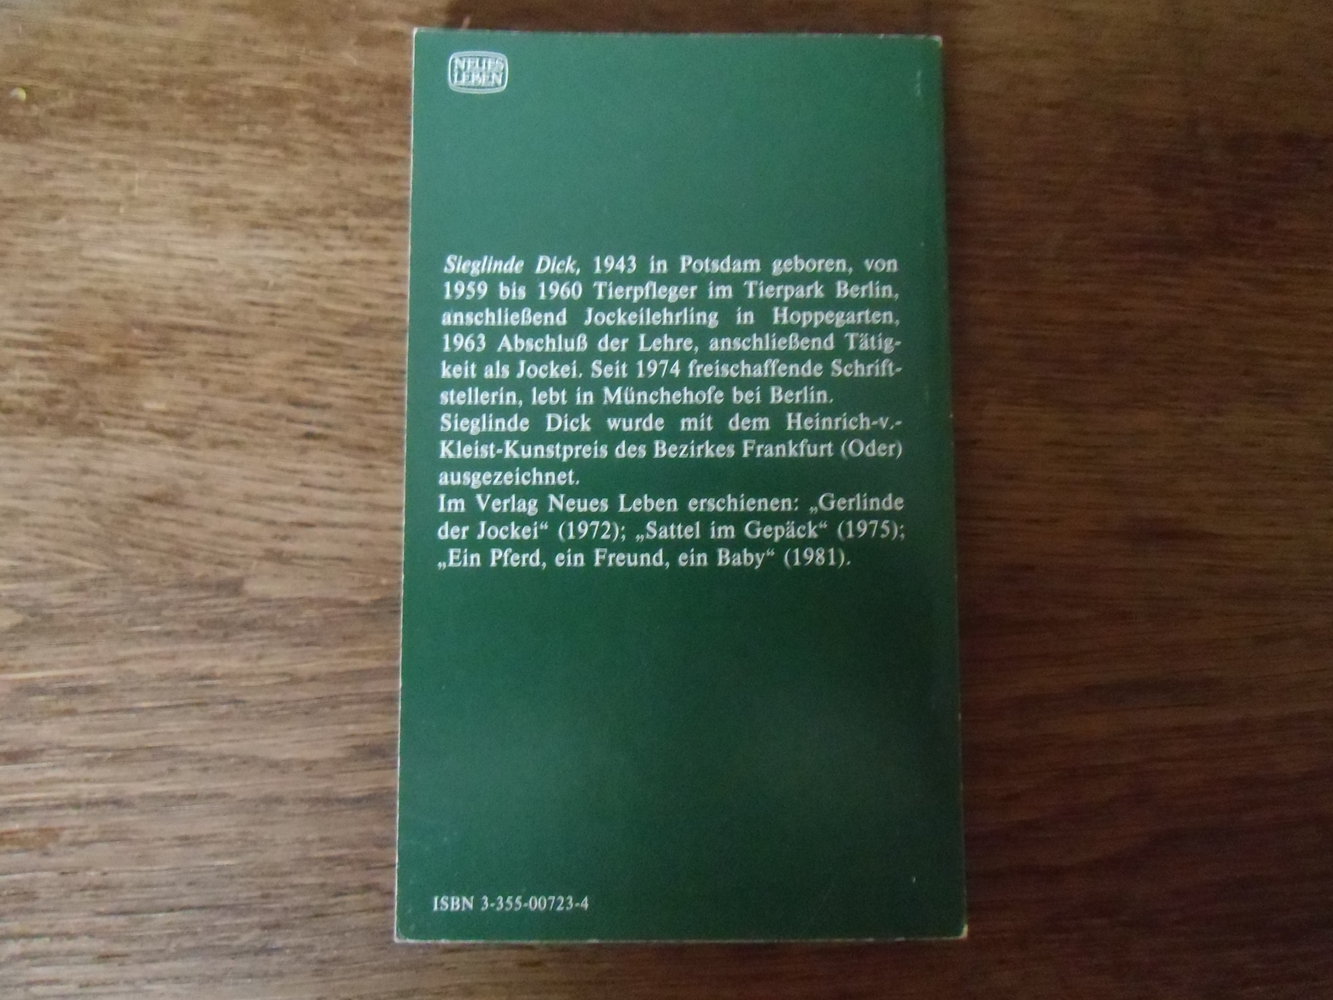 NEUES
LEBEN
Sieglinde Dick, 1943 in Potsdam geboren, von
1959 bis 1960 Tierpfleger im Tierpark Berlin,
anschließend Jockeilehrling in Hoppegarten,
1963 Abschluß der Lehre, anschließend Tätig-
keit als Jockei. Seit 1974 freischaffende Schrift-
stellerin, lebt in Münchehofe bei Berlin.
Sieglinde Dick wurde mit dem Heinrich-v.-
Kleist-Kunstpreis des Bezirkes Frankfurt (Oder)
ausgezeichnet.
Im Verlag Neues Leben erschienen: „Gerlinde
der Jockei“ (1972); „Sattel im Gepäck“ (1975);
„Ein Pferd, ein Freund, ein Baby“ (1981).
ISBN 3-355-00723-4